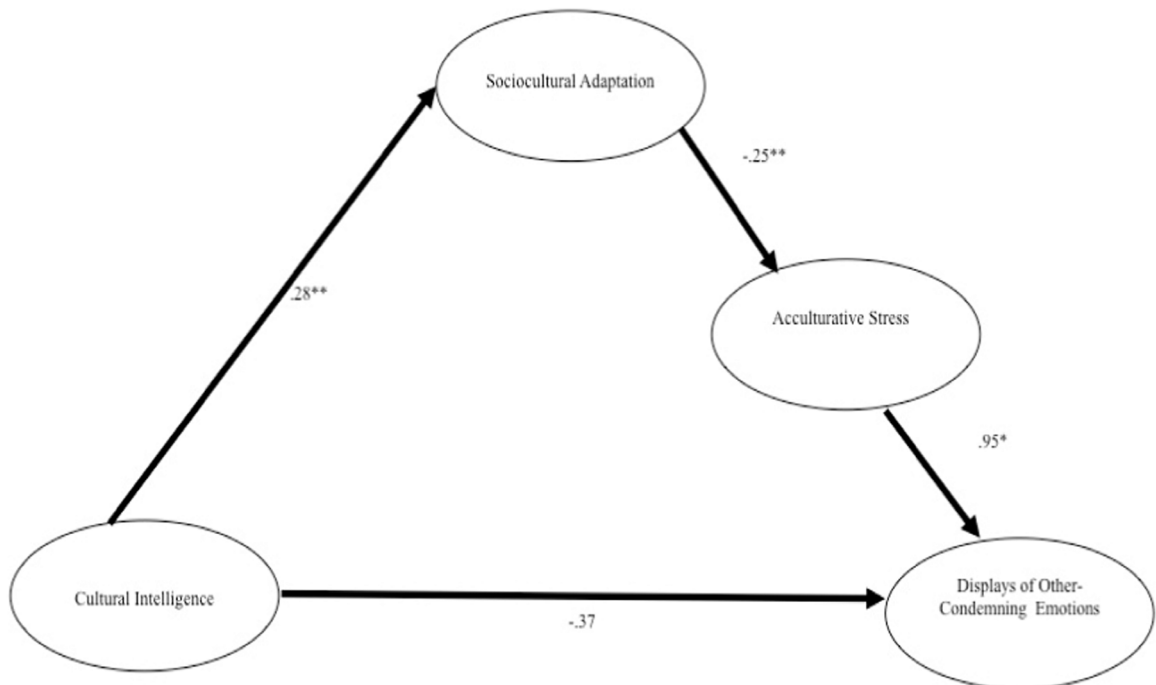 Sociocultural Adaptation
-.25**
.28**
Acculturative Stress
.95*
Cultural Intelligence
-.37
Displays of Other-
Condemning Emotions